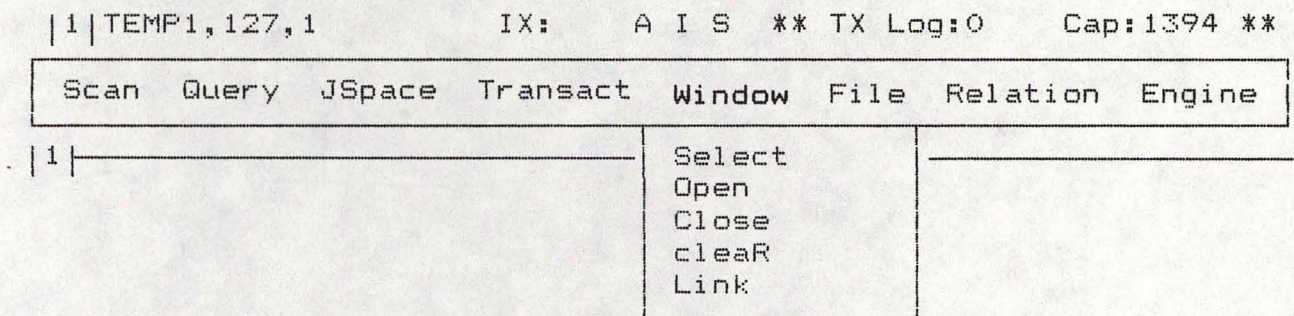 |1|TEMP1,127,1 IX: A I S ** TX Log:0 Cap:1394 **
Scan Query JSpace Transact Window File Relation Engine
|1| Select
Open
Close
cleaR
Link